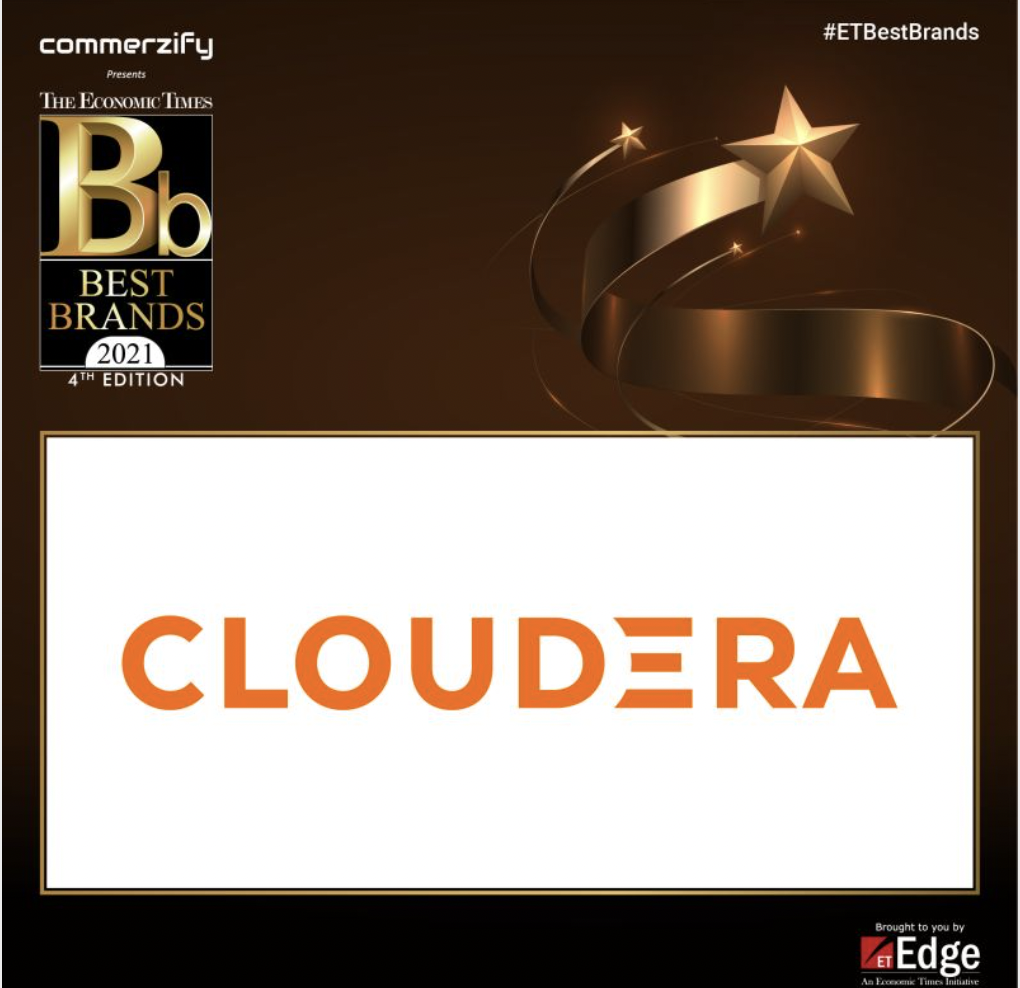 commerzify
Presents
THE ECONOMIC TIMES
Bb
BEST
BRANDS
2021
4TH EDITION
#ETBestBrands
CLOUDERA
Brought to you by
ET Edge
An Economic Times Initiative